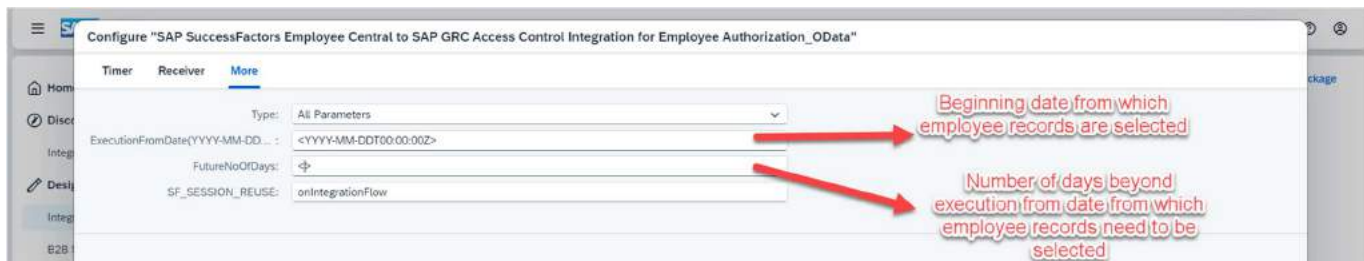 Configure "SAP SuccessFactors Employee Central to SAP GRC Access Control Integration for Employee Authorization_OData"
Timer Receiver More
ckage
Hom
Disco
Integ
Desig
Integ
B2B
Type: All Parameters
ExecutionFromDate(YYYY-MM-DD... : <YYYY-MM-DDT00:00:00Z>
FutureNoOfDays:
SF_SESSION_REUSE: onIntegrationFlow
Beginning date from which
employee records are selected
Number of days beyond
execution from date from which
employee records need to be
selected